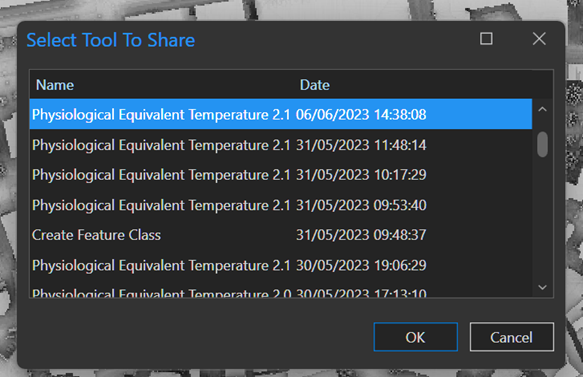 Select Tool To Share
Name Date
Physiological Equivalent Temperature 2.1 06/06/2023 14:38:08
Physiological Equivalent Temperature 2.1 31/05/2023 11:48:14
Physiological Equivalent Temperature 2.1 31/05/2023 10:17:29
Physiological Equivalent Temperature 2.1 31/05/2023 09:53:40
Create Feature Class 31/05/2023 09:48:37
Physiological Equivalent Temperature 2.1 30/05/2023 19:06:29
Physiological Equivalent Temperature 2.0 30/05/2023 17:13:10
OK Cancel